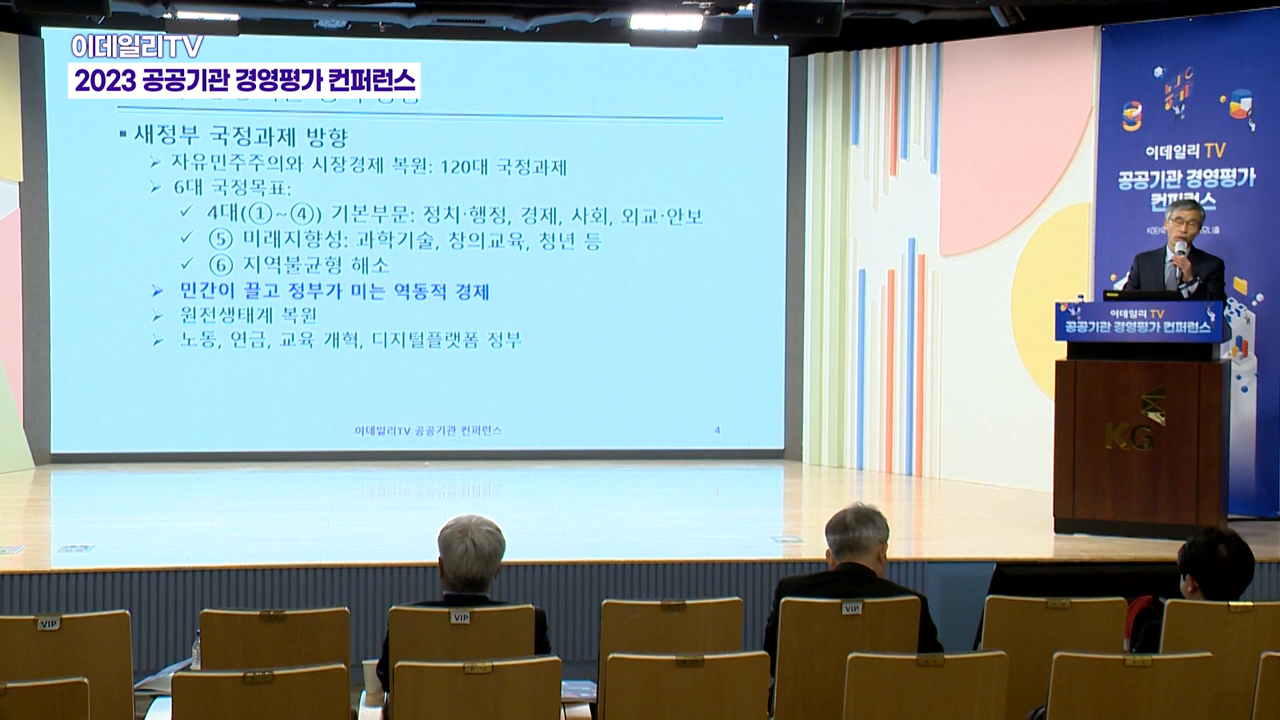 이데일리TV
2023 공공기관 경영평가 컨퍼런스
▪ 새정부 국정과제 방향
➢ 자유민주주의와 시장경제 복원: 120대 국정과제
➢ 6대 국정목표:
✓ 4대(①~④) 기본부문: 정치·행정, 경제, 사회, 외교·안보
✓ ⑤ 미래지향성: 과학기술, 창의교육, 청년 등
✓ ⑥ 지역불균형 해소
➢ 민간이 끌고 정부가 미는 역동적 경제
➢ 원전생태계 복원
➢ 노동, 연금, 교육 개혁, 디지털플랫폼 정부
이데일리TV 공공기관 컨퍼런스
4
이데일리 TV
공공기관 경영평가
컨퍼런스
이데일리 TV
공공기관 경영평가 컨퍼런스
KG
VIP
VIP
VIP